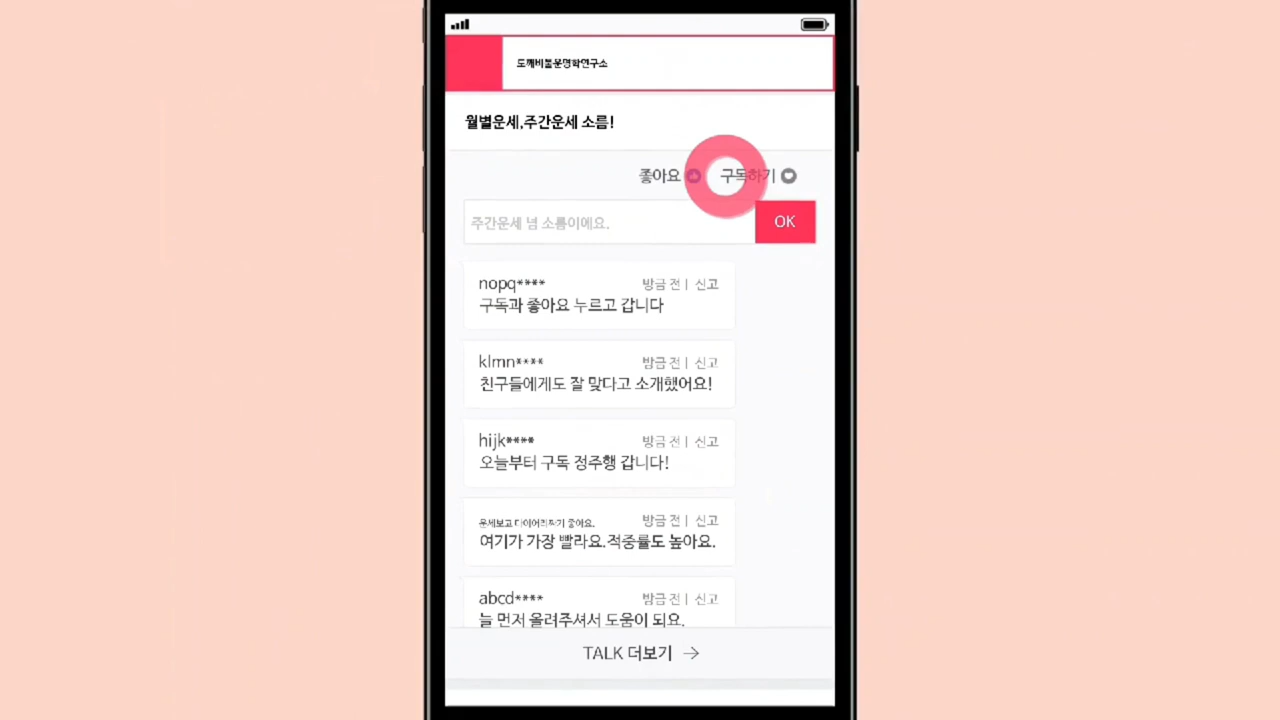 도깨비불운명학연구소
월별운세,주간운세 소름!
좋아요 구독하기
주간운세 넘 소름이에요. OK
nopq**** 방금 전 | 신고
구독과 좋아요 누르고 갑니다
klmn**** 방금 전 | 신고
친구들에게도 잘 맞다고 소개했어요!
hijk**** 방금 전 | 신고
오늘부터 구독 정주행 갑니다!
운세보고 다이어리짜기 좋아요. 방금 전 | 신고
여기가 가장 빨라요.적중률도 높아요.
abcd**** 방금 전 | 신고
늘 먼저 올려주셔서 도움이 되요.
TALK 더보기 →